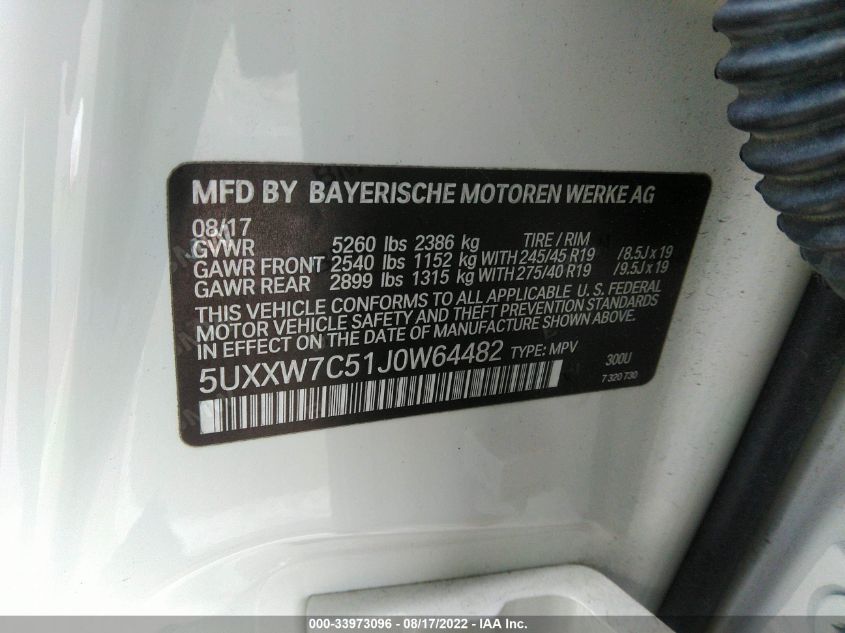 MFD BY BAYERISCHE MOTOREN WERKE AG
08/17
GVWR 5260 lbs 2386 kg TIRE / RIM
GAWR FRONT 2540 lbs 1152 kg WITH 245/45 R19 /8.5J x 19
GAWR REAR 2899 lbs 1315 kg WITH 275/40 R19 /9.5J x 19
THIS VEHICLE CONFORMS TO ALL APPLICABLE U. S. FEDERAL
MOTOR VEHICLE SAFETY AND THEFT PREVENTION STANDARDS
IN EFFECT ON THE DATE OF MANUFACTURE SHOWN ABOVE.
5UXXW7C51J0W64482 TYPE: MPV 300U
7 320 730
000-33973096 - 08/17/2022 - IAA Inc.